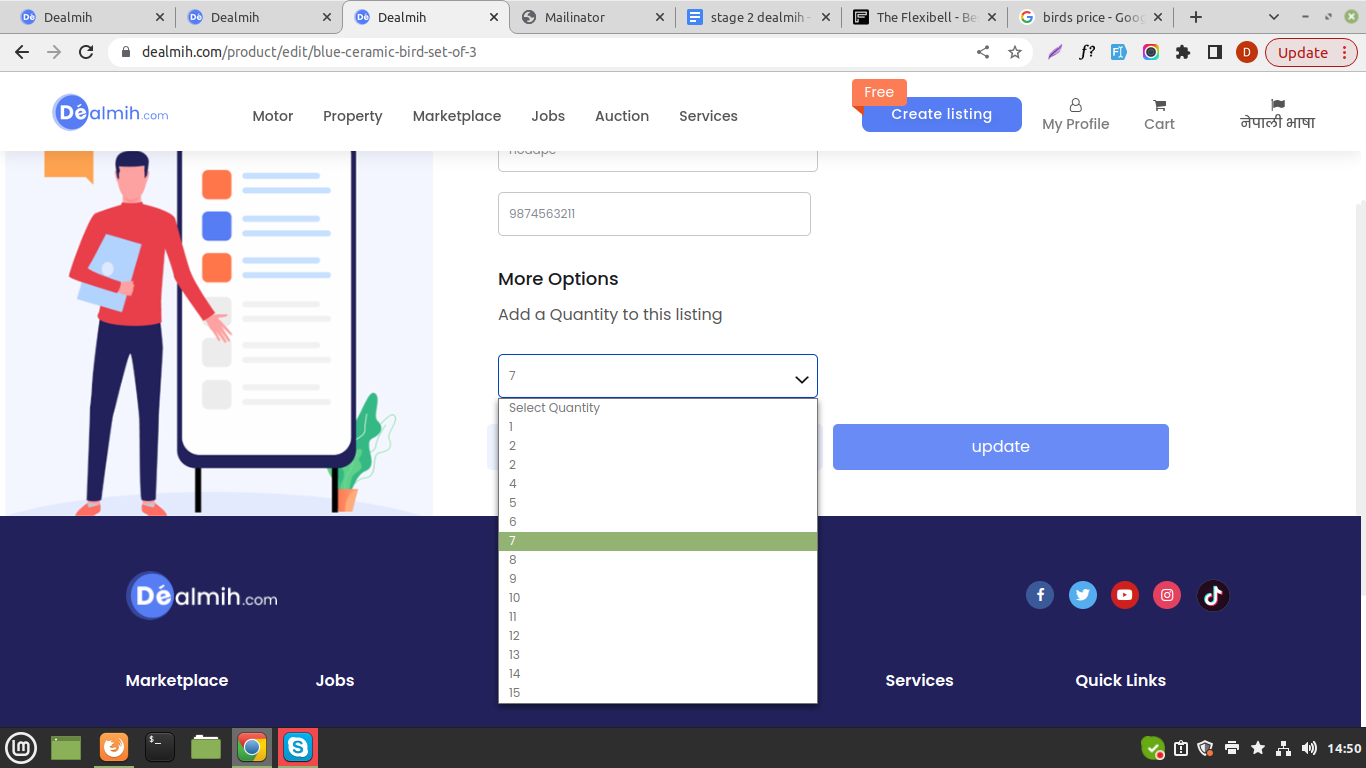 Dealmih
Dealmih
Dealmih
Mailinator
stage 2 dealmih -
The Flexibell - Be
birds price - Goog
dealmih.com/product/edit/blue-ceramic-bird-set-of-3
f?
D
Update
Déalmih.com
Motor
Property
Marketplace
Jobs
Auction
Services
Free
Create listing
My Profile
Cart
नेपाली भाषा
9874563211
More Options
Add a Quantity to this listing
7
Select Quantity
1
2
2
4
5
6
7
8
9
10
11
12
13
14
15
update
Déalmih.com
Marketplace
Jobs
Services
Quick Links
14:50